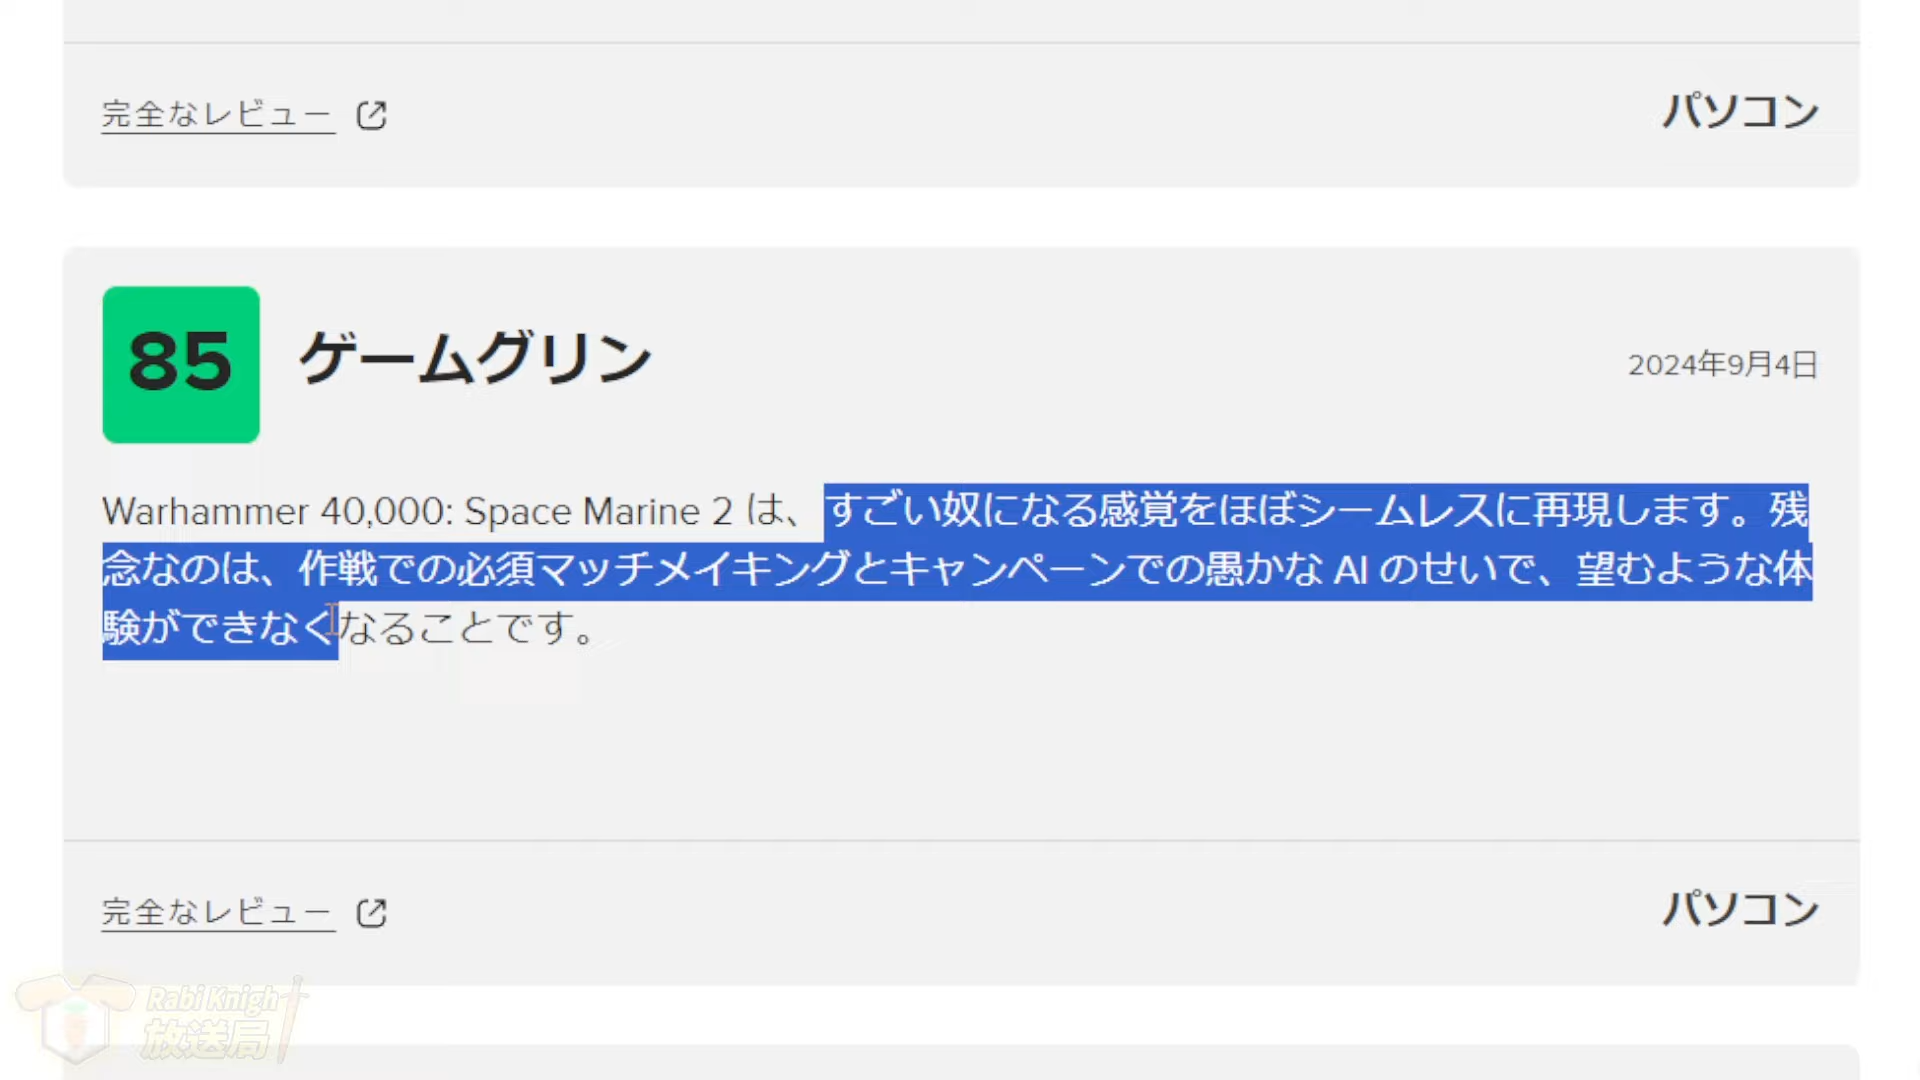 完全なレビュー
パソコン
85
ゲームグリン
2024年9月4日
Warhammer 40,000: Space Marine 2 は、すごい奴になる感覚をほぼシームレスに再現します。残
念なのは、作戦での必須マッチメイキングとキャンペーンでの愚かな AI のせいで、望むような体
験ができなくなることです。
完全なレビュー
パソコン
Rabi Knight
放送局